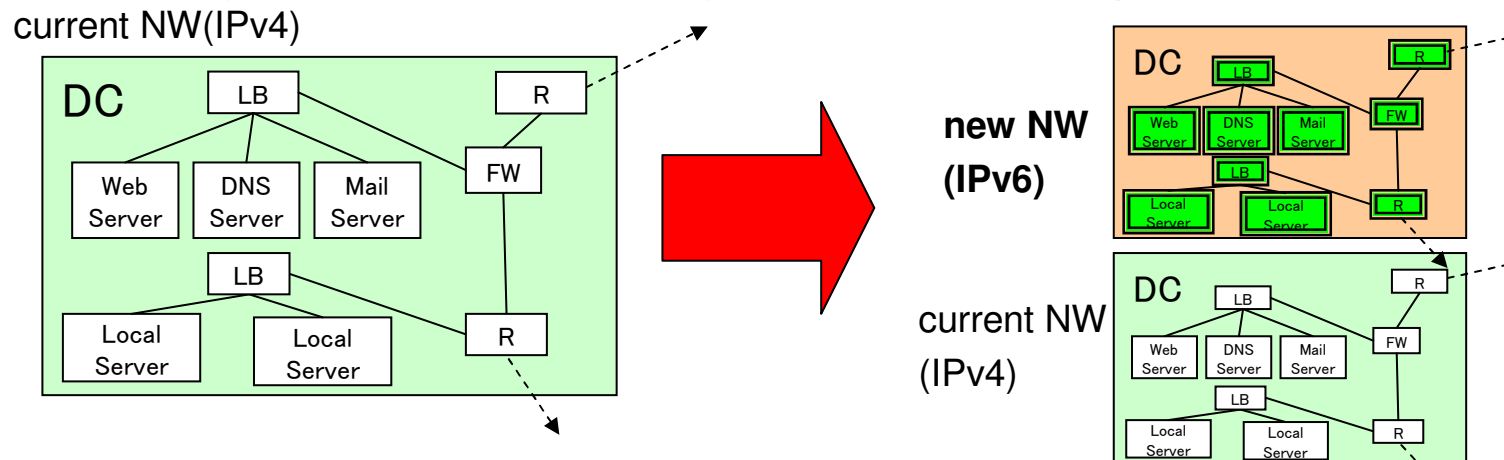 current NW(IPv4)
DC
LB
R
FW
Web
Server
DNS
Server
Mail
Server
LB
Local
Server
Local
Server
R
new NW
(IPv6)
DC
LB
R
Web
Server
DNS
Server
Mail
Server
FW
LB
Local
Server
Local
Server
R
current NW
(IPv4)
DC
LB
R
Web
Server
DNS
Server
Mail
Server
FW
LB
Local
Server
Local
Server
R